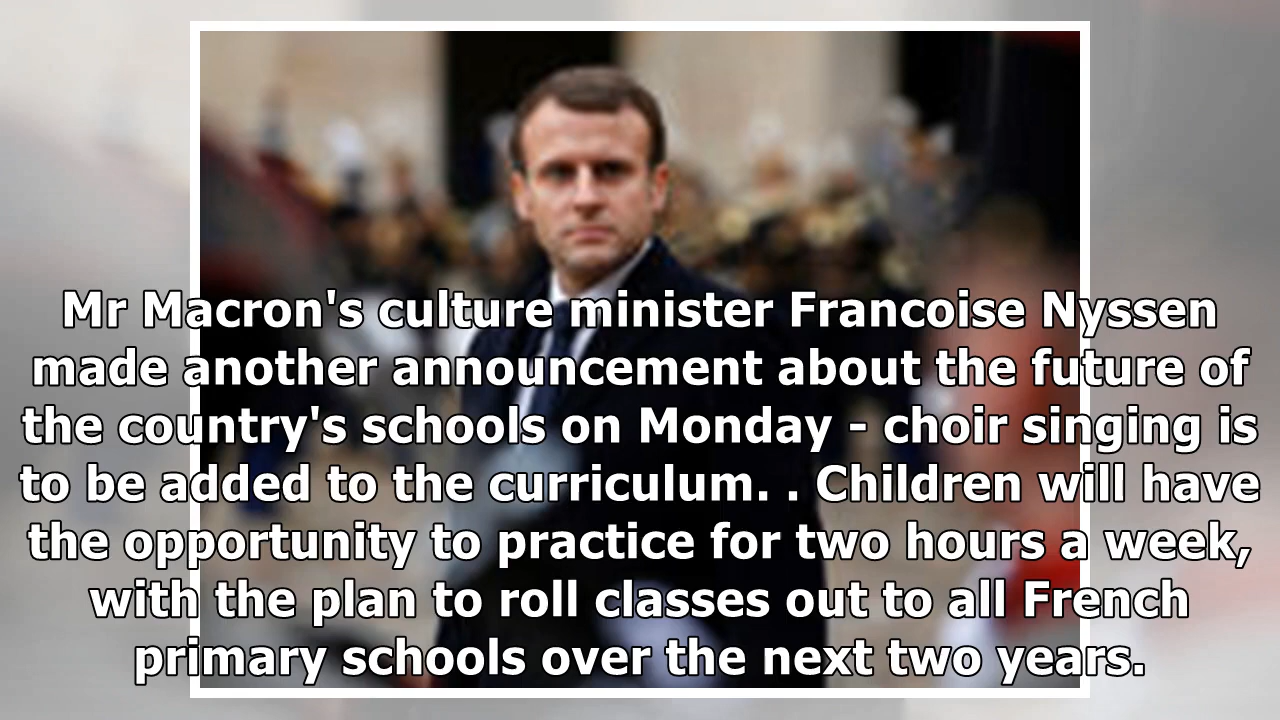 Mr Macron's culture minister Francoise Nyssen
made another announcement about the future of
the country's schools on Monday - choir singing is
to be added to the curriculum. . Children will have
the opportunity to practice for two hours a week,
with the plan to roll classes out to all French
primary schools over the next two years.